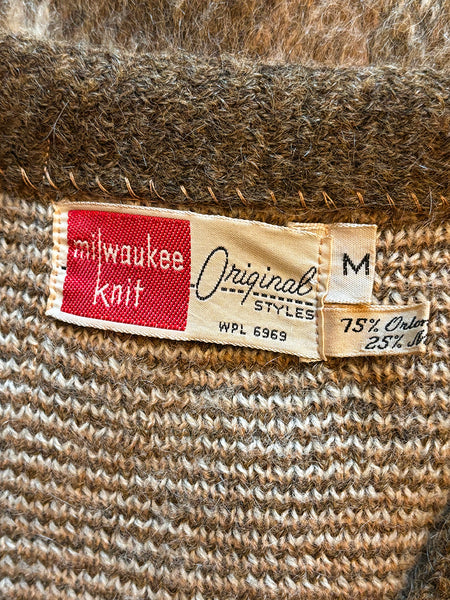 milwaukee
knit
Original
STYLES
WPL 6969
M
75% Orlon
25%